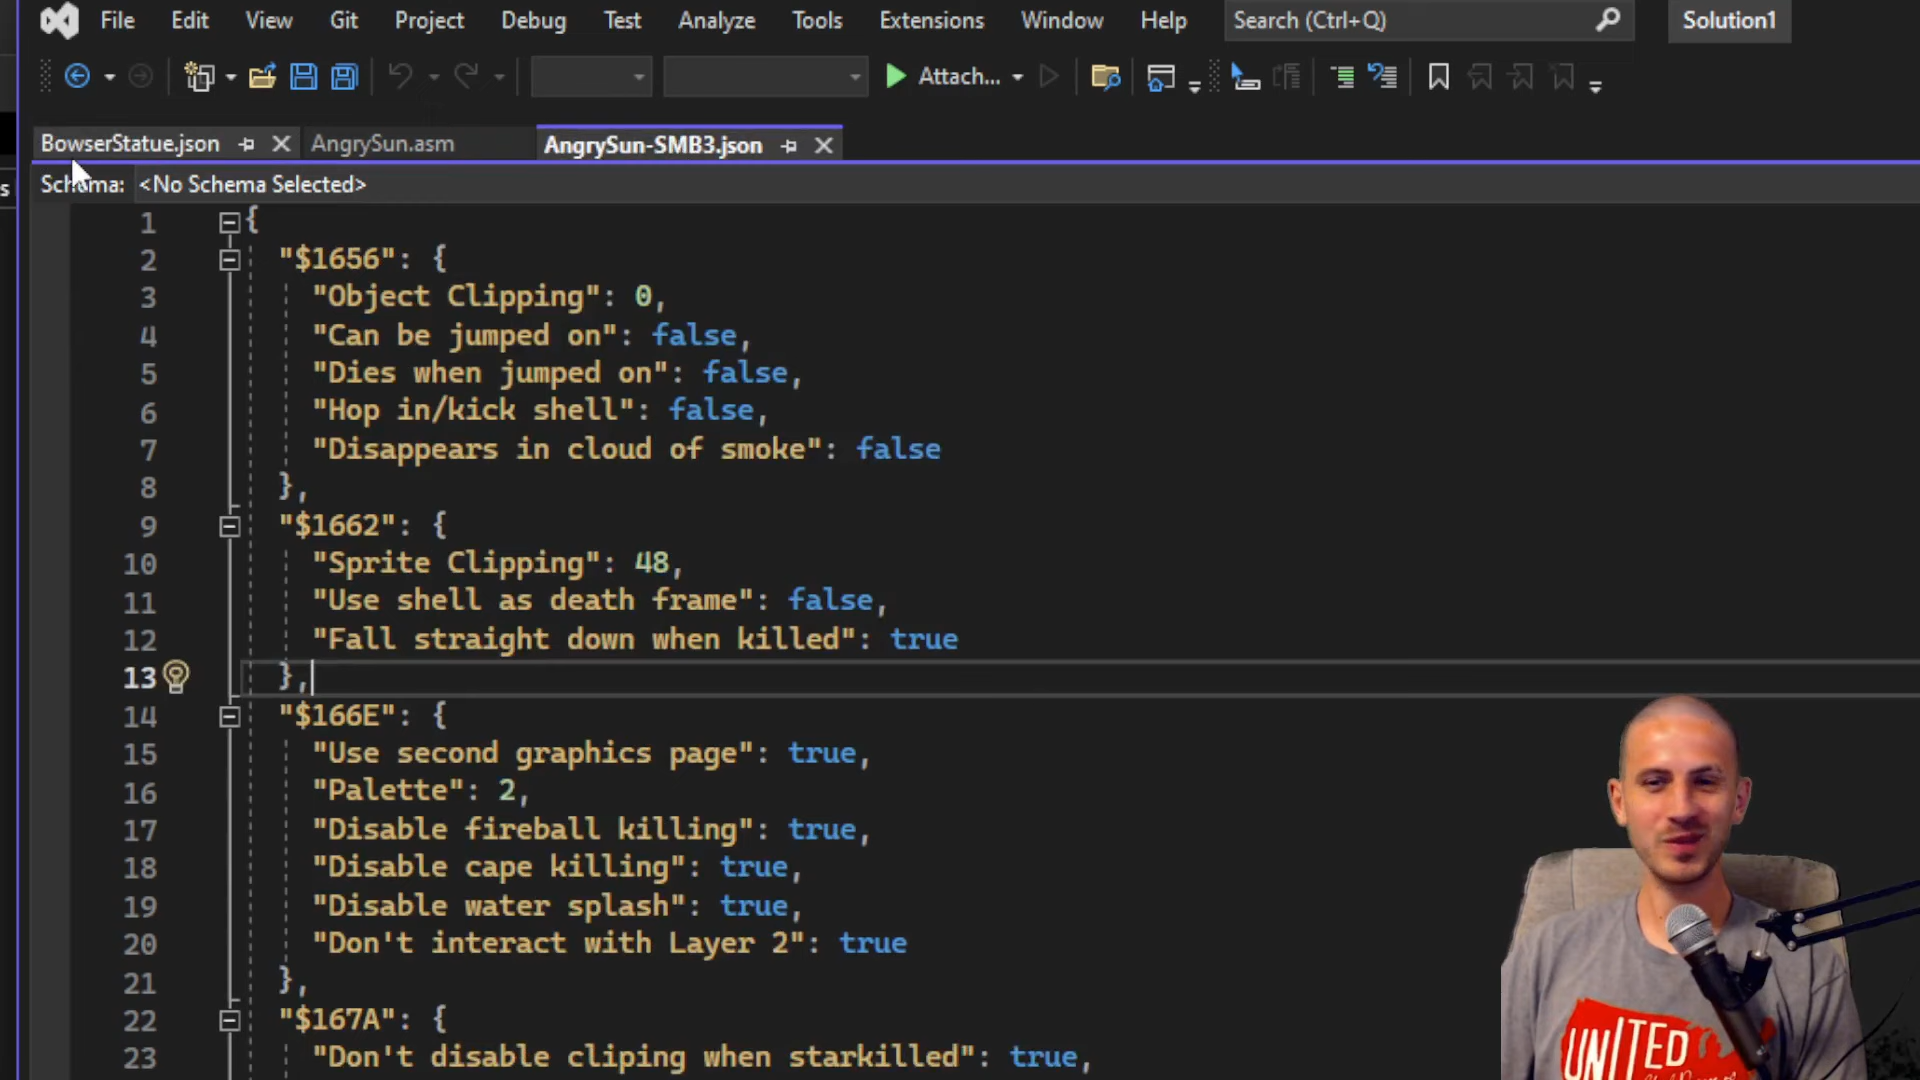 File Edit View Git Project Debug Test Analyze Tools Extensions Window Help Search (Ctrl+Q) Solution1
Attach...
BowserStatue.json AngrySun.asm AngrySun-SMB3.json
s Schema: <No Schema Selected>
1 {
2 "$1656": {
3 "Object Clipping": 0,
4 "Can be jumped on": false,
5 "Dies when jumped on": false,
6 "Hop in/kick shell": false,
7 "Disappears in cloud of smoke": false
8 },
9 "$1662": {
10 "Sprite Clipping": 48,
11 "Use shell as death frame": false,
12 "Fall straight down when killed": true
13 },
14 "$166E": {
15 "Use second graphics page": true,
16 "Palette": 2,
17 "Disable fireball killing": true,
18 "Disable cape killing": true,
19 "Disable water splash": true,
20 "Don't interact with Layer 2": true
21 },
22 "$167A": {
23 "Don't disable cliping when starkilled": true,
UNITED